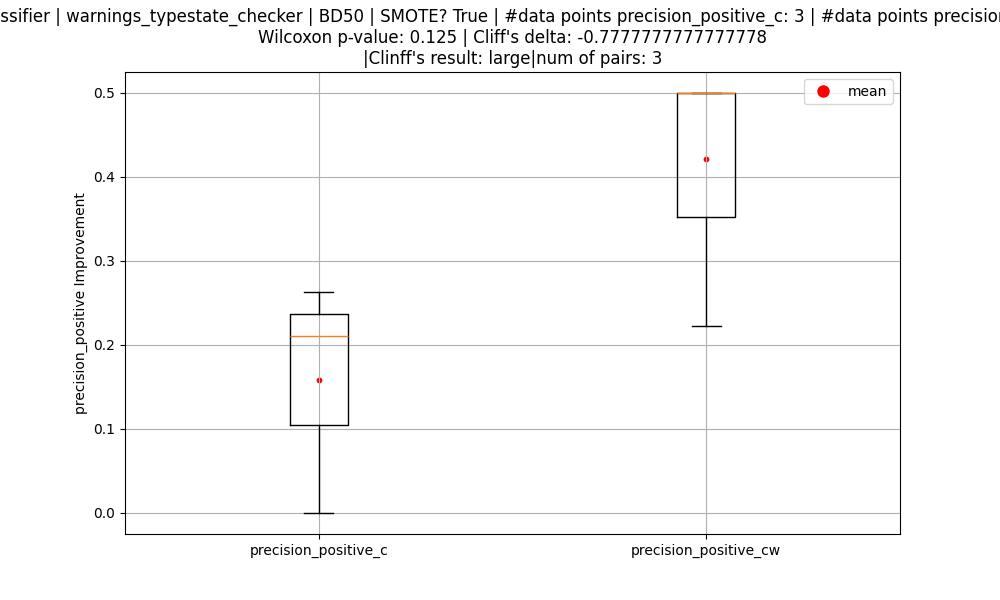 ssifier | warnings_typestate_checker | BD50 | SMOTE? True | #data points precision_positive_c: 3 | #data points precision
Wilcoxon p-value: 0.125 | Cliff's delta: -0.7777777777777778
|Clinff's result: large|num of pairs: 3
mean
0.5
0.4
0.3
0.2
0.1
0.0
precision_positive Improvement
precision_positive_c
precision_positive_cw